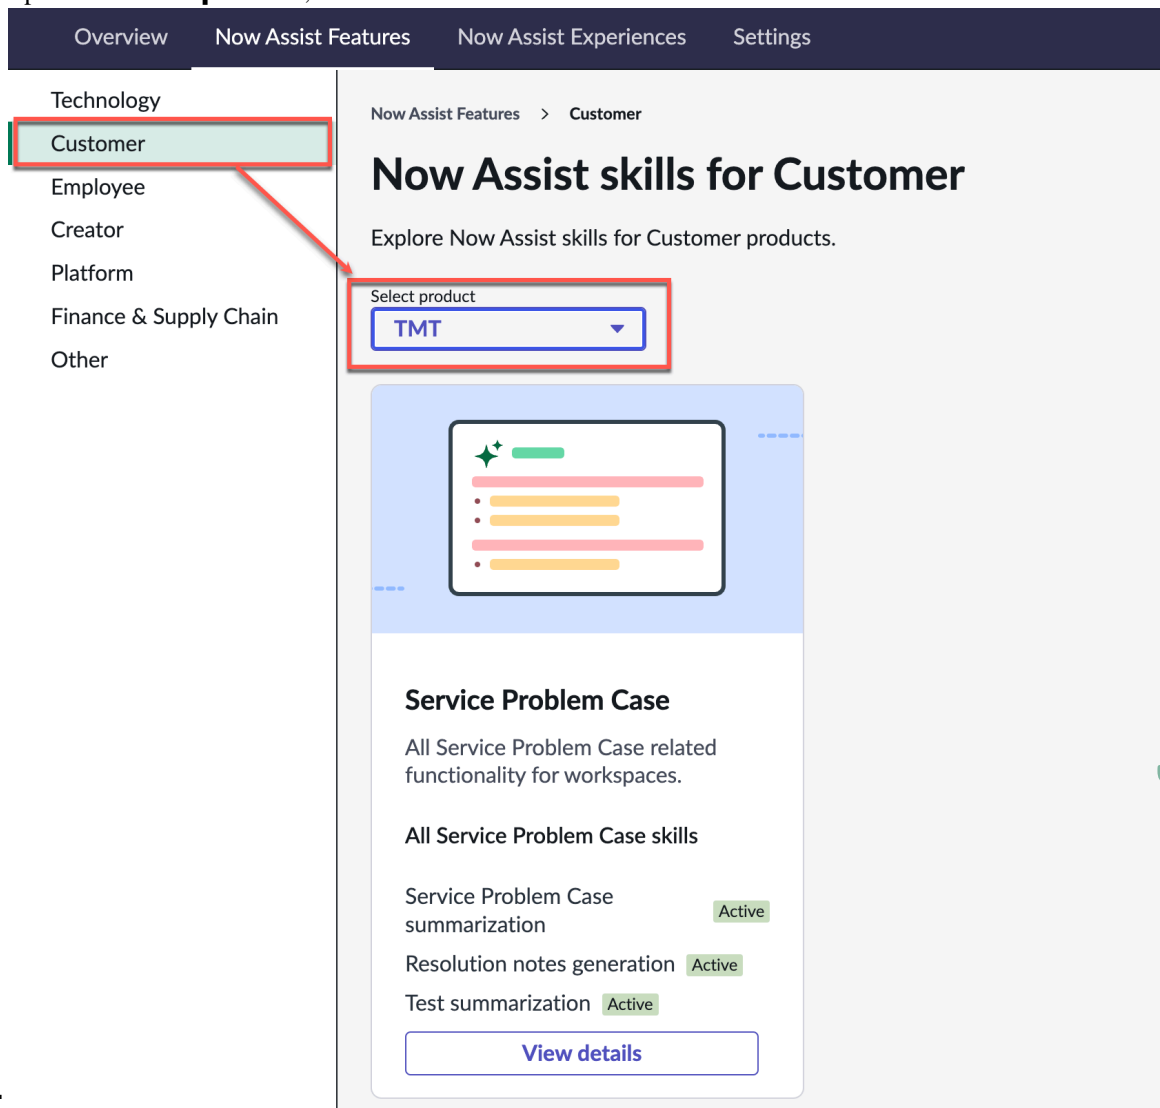 Overview Now Assist Features Now Assist Experiences Settings
Technology
Customer
Employee
Creator
Platform
Finance & Supply Chain
Other
Now Assist Features > Customer
Now Assist skills for Customer
Explore Now Assist skills for Customer products.
Select product
TMT
Service Problem Case
All Service Problem Case related
functionality for workspaces.
All Service Problem Case skills
Service Problem Case
summarization
Active
Resolution notes generation Active
Test summarization Active
View details